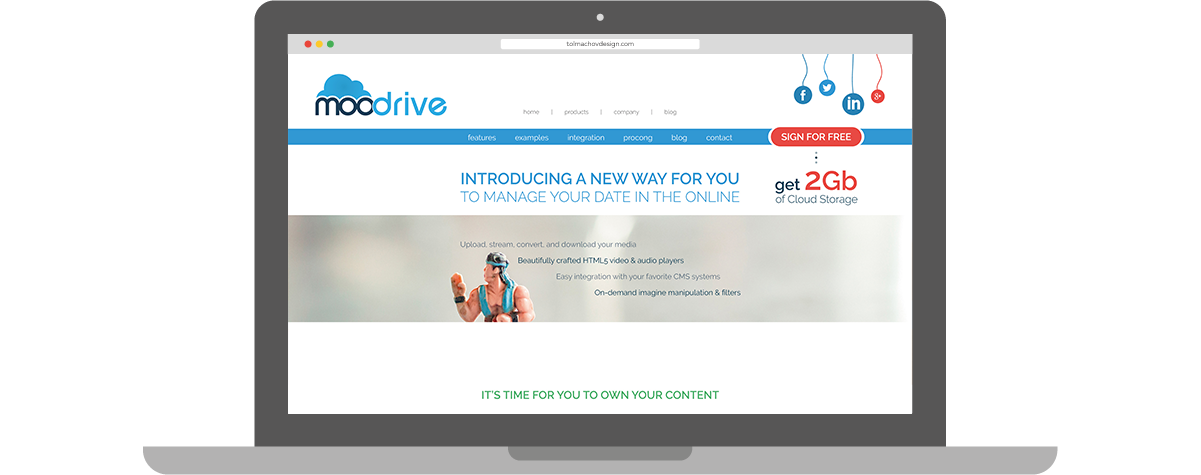 tolmachovdesign.com
moodrive
f
in
g+
home | products | company | blog
features examples integration procong blog contact
SIGN FOR FREE
INTRODUCING A NEW WAY FOR YOU
TO MANAGE YOUR DATE IN THE ONLINE
get 2Gb
of Cloud Storage
Upload, stream, convert, and download your media
Beautifully crafted HTML5 video & audio players
Easy integration with your favorite CMS systems
On-demand imagine manipulation & filters
IT'S TIME FOR YOU TO OWN YOUR CONTENT